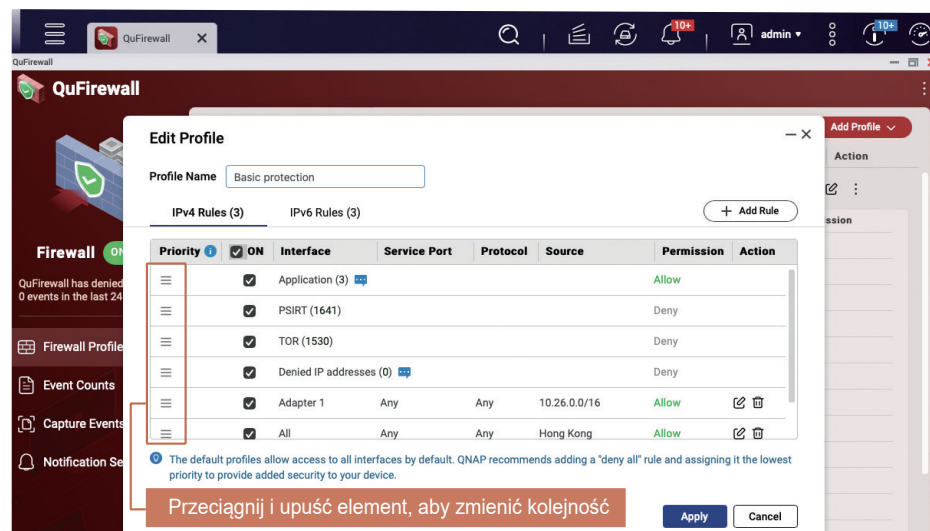 QuFirewall
10+
admin
10+
QuFirewall
QuFirewall
Add Profile
Edit Profile
Action
Profile Name Basic protection
IPv4 Rules (3) IPv6 Rules (3) + Add Rule
Priority ON Interface Service Port Protocol Source Permission Action
Firewall
Application (3) Allow
QuFirewall has denied
0 events in the last 24
PSIRT (1641) Deny
TOR (1530) Deny
Firewall Profile
Denied IP addresses (0) Deny
Event Counts
Adapter 1 Any Any 10.26.0.0/16 Allow
Capture Events
All Any Any Hong Kong Allow
Notification
The default profiles allow access to all interfaces by default. QNAP recommends adding a "deny all" rule and assigning it the lowest
priority to provide added security to your device.
Przeciągnij i upuść element, aby zmienić kolejność
Apply Cancel